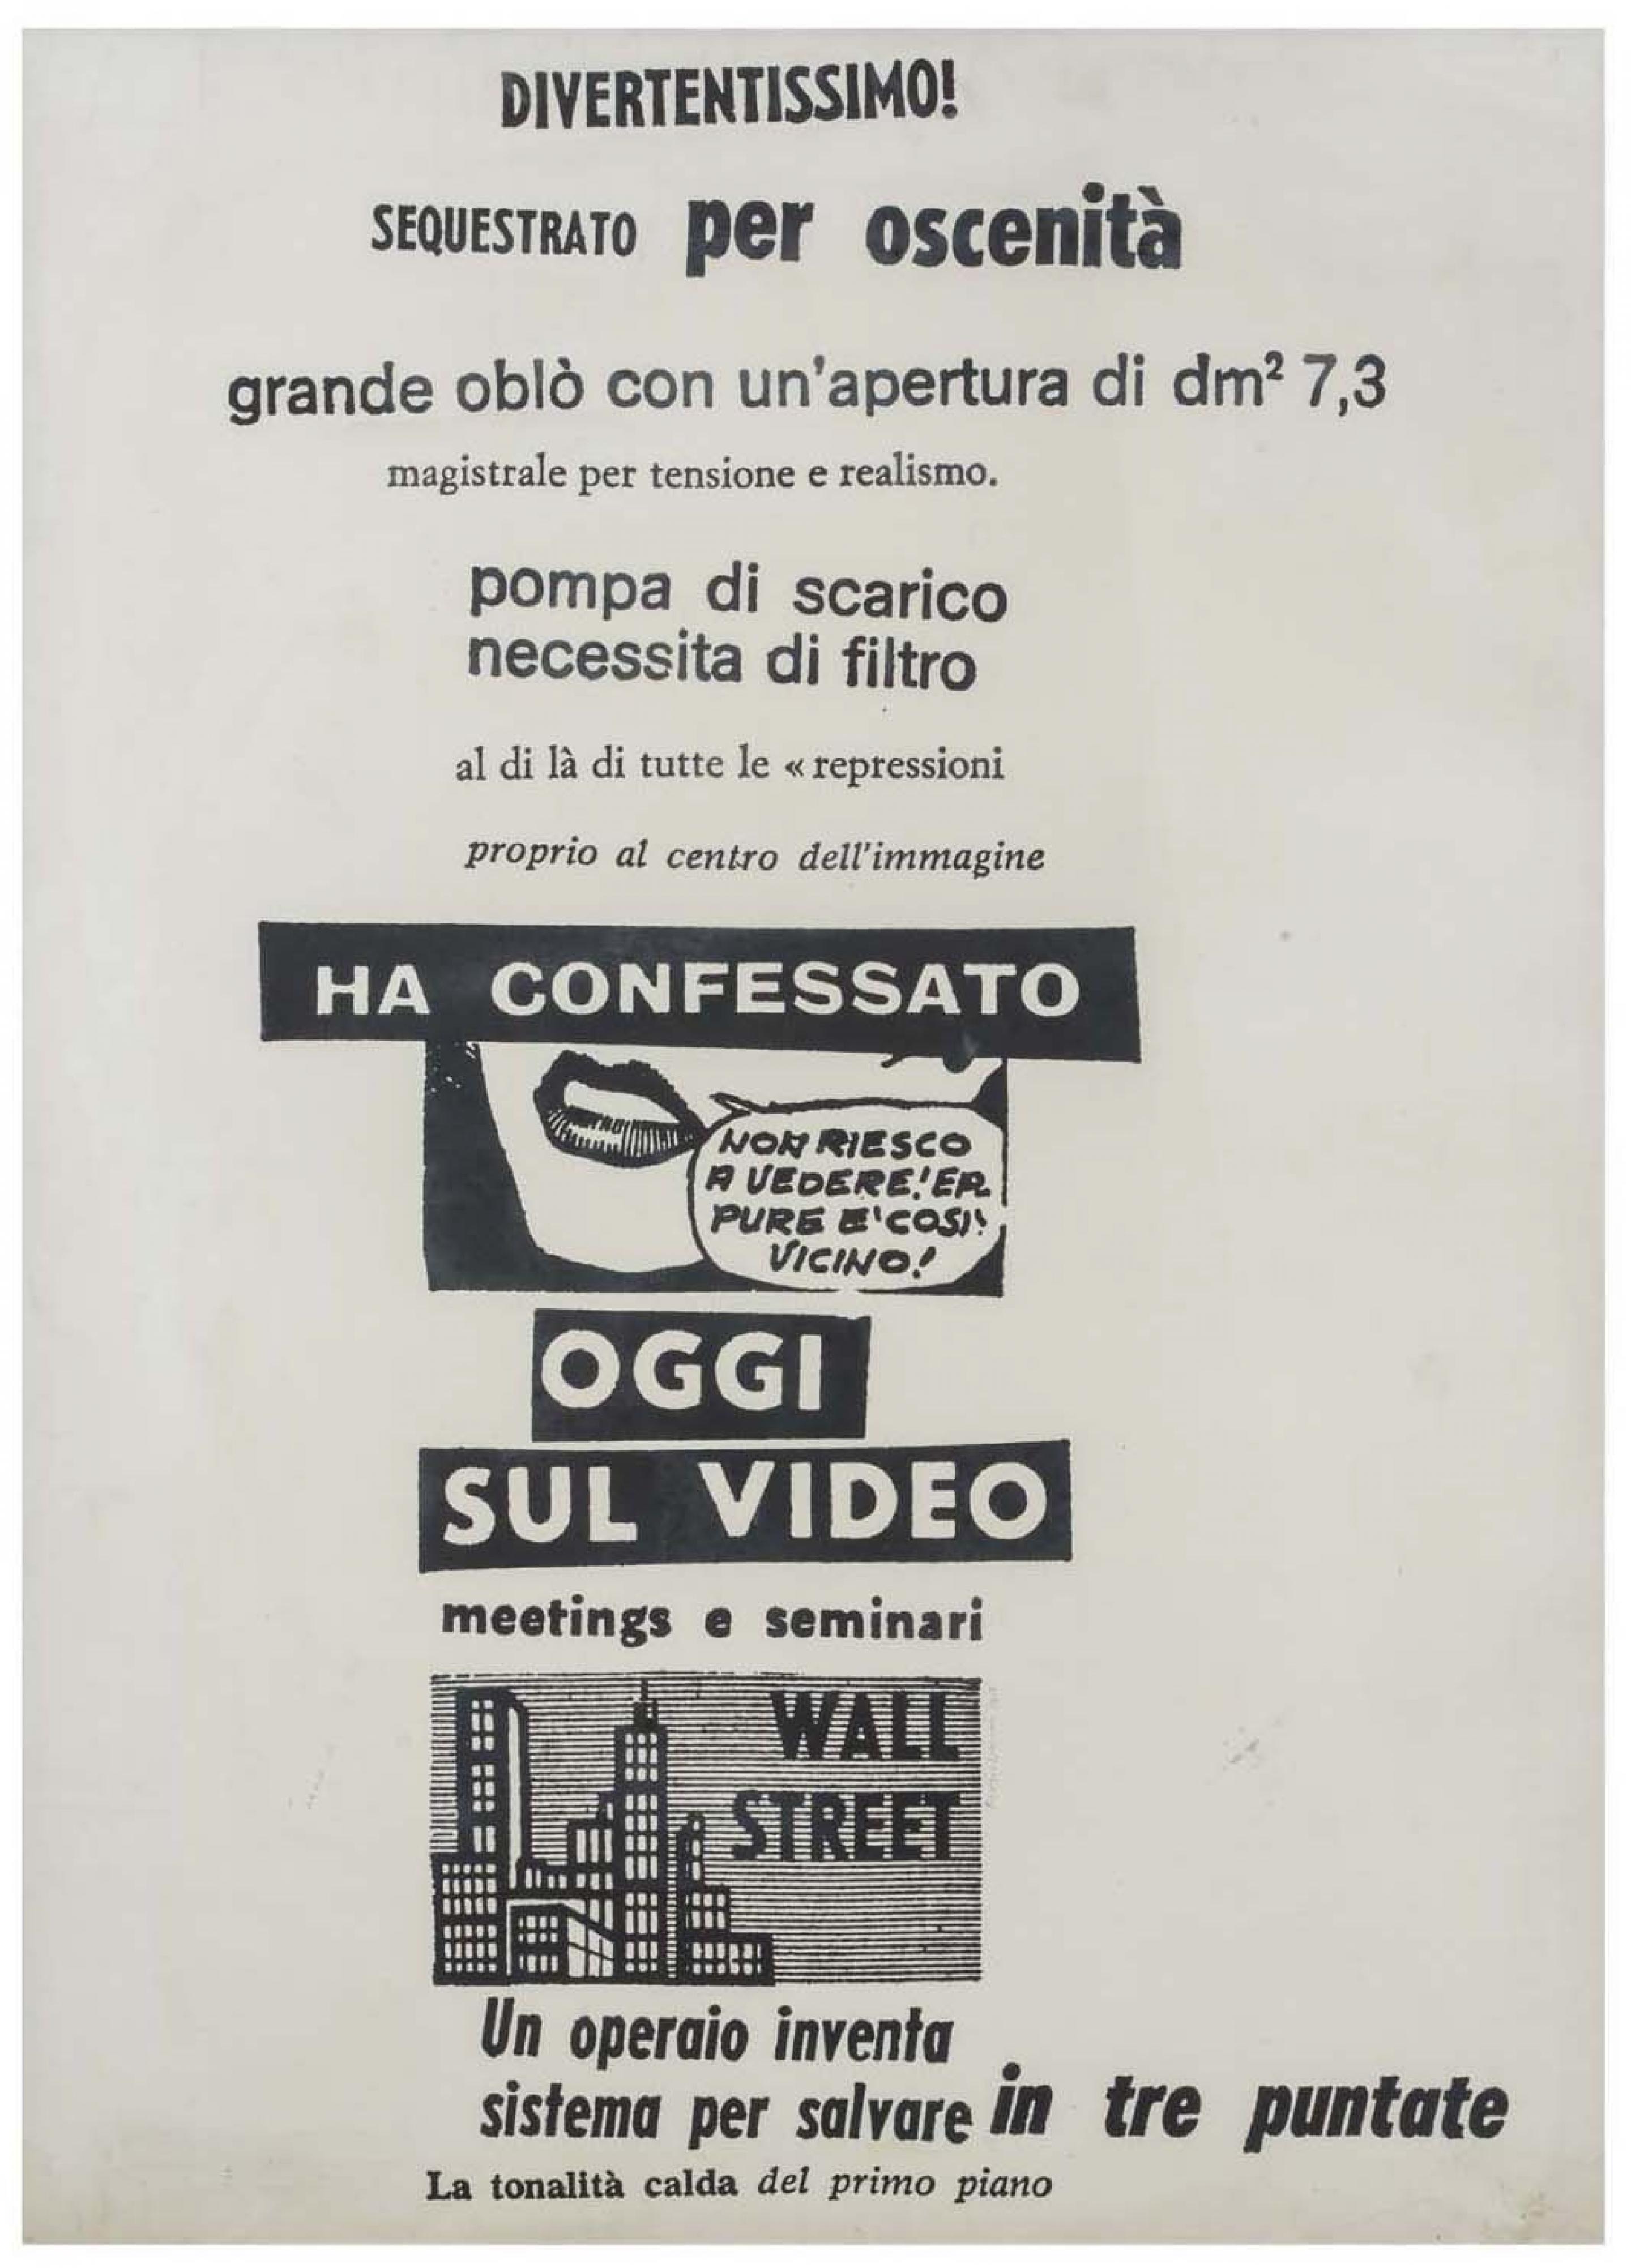 DIVERTENTISSIMO!
SEQUESTRATO per oscenità
grande oblò con un'apertura di dm² 7,3
magistrale per tensione e realismo.
pompa di scarico
necessita di filtro
al di là di tutte le « repressioni
proprio al centro dell'immagine
HA CONFESSATO
NON RIESCO
A VEDERE! EP_
PURE E' COSI'
VICINO!
OGGI
SUL VIDEO
meetings e seminari
WALL
STREET
Un operaio inventa
sistema per salvare in tre puntate
La tonalità calda del primo piano